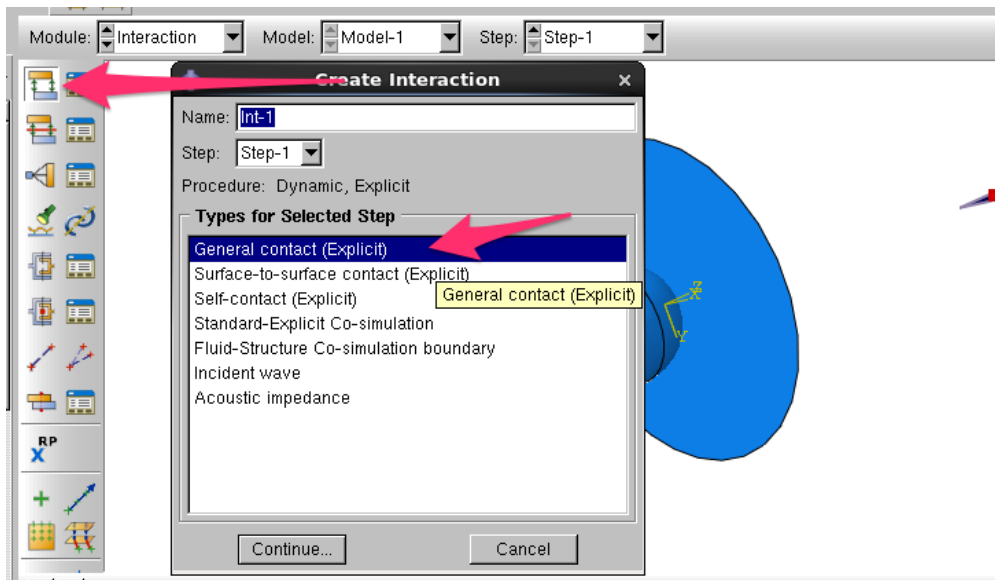 Module: Interaction Model: Model-1 Step: Step-1
Create Interaction ×
Name: Int-1
Step: Step-1
Procedure: Dynamic, Explicit
Types for Selected Step
General contact (Explicit)
Surface-to-surface contact (Explicit)
Self-contact (Explicit)
General contact (Explicit)
Standard-Explicit Co-simulation
Fluid-Structure Co-simulation boundary
Incident wave
Acoustic impedance
Continue... Cancel
RP
X
Z
Y